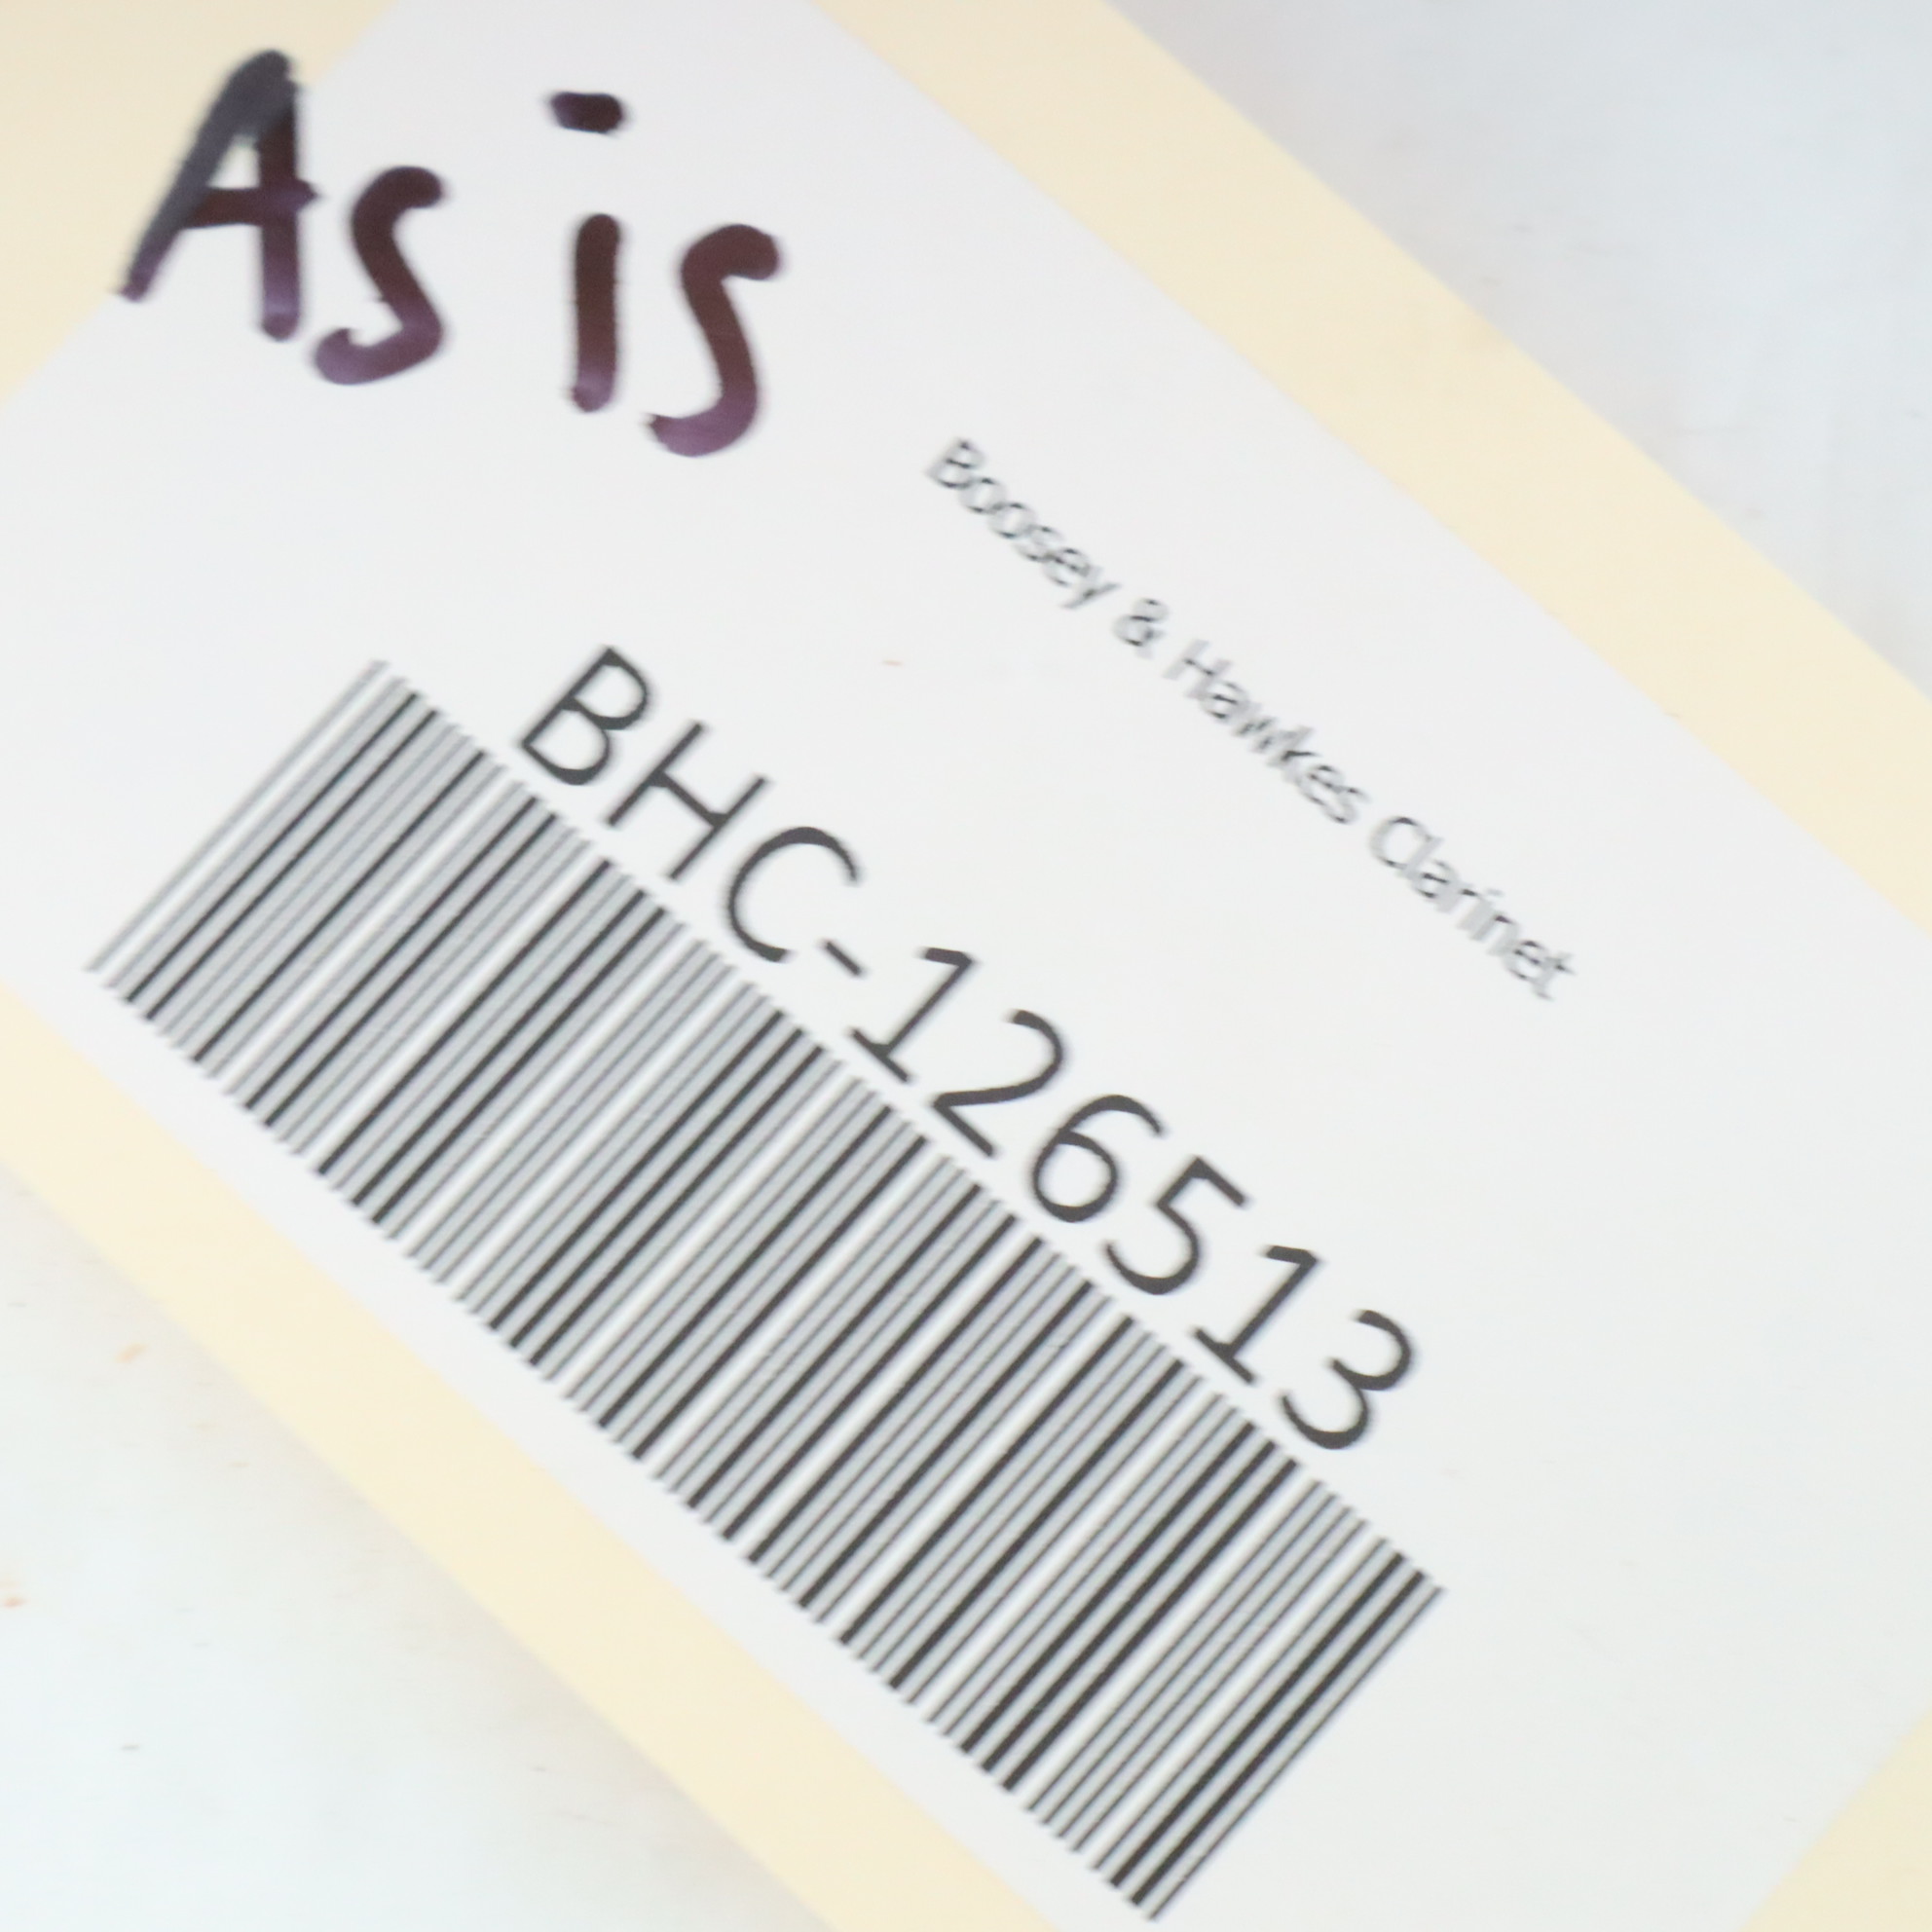 As is
Boosey & Hawkes Clarinet
BHC-126513